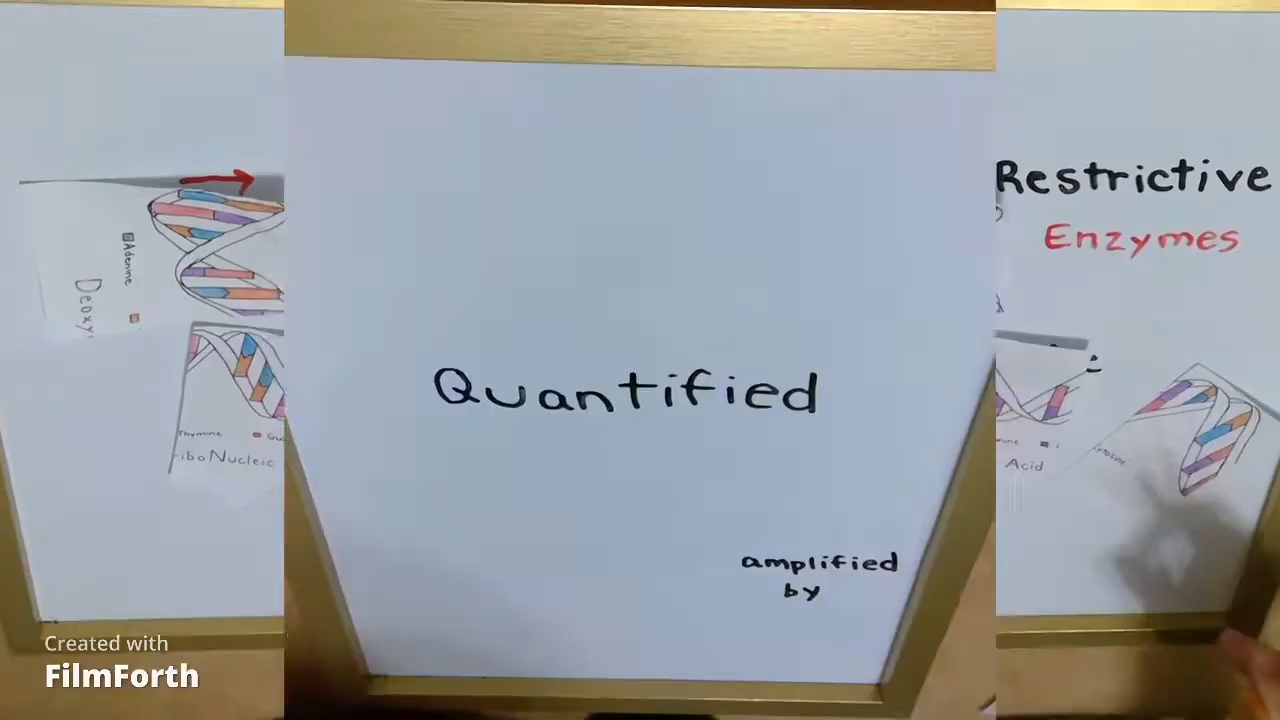 Adenine
Deoxy
Thymine
iboNucleic
Quantified
amplified
by
Restrictive
Enzymes
Acid
Created with
FilmForth